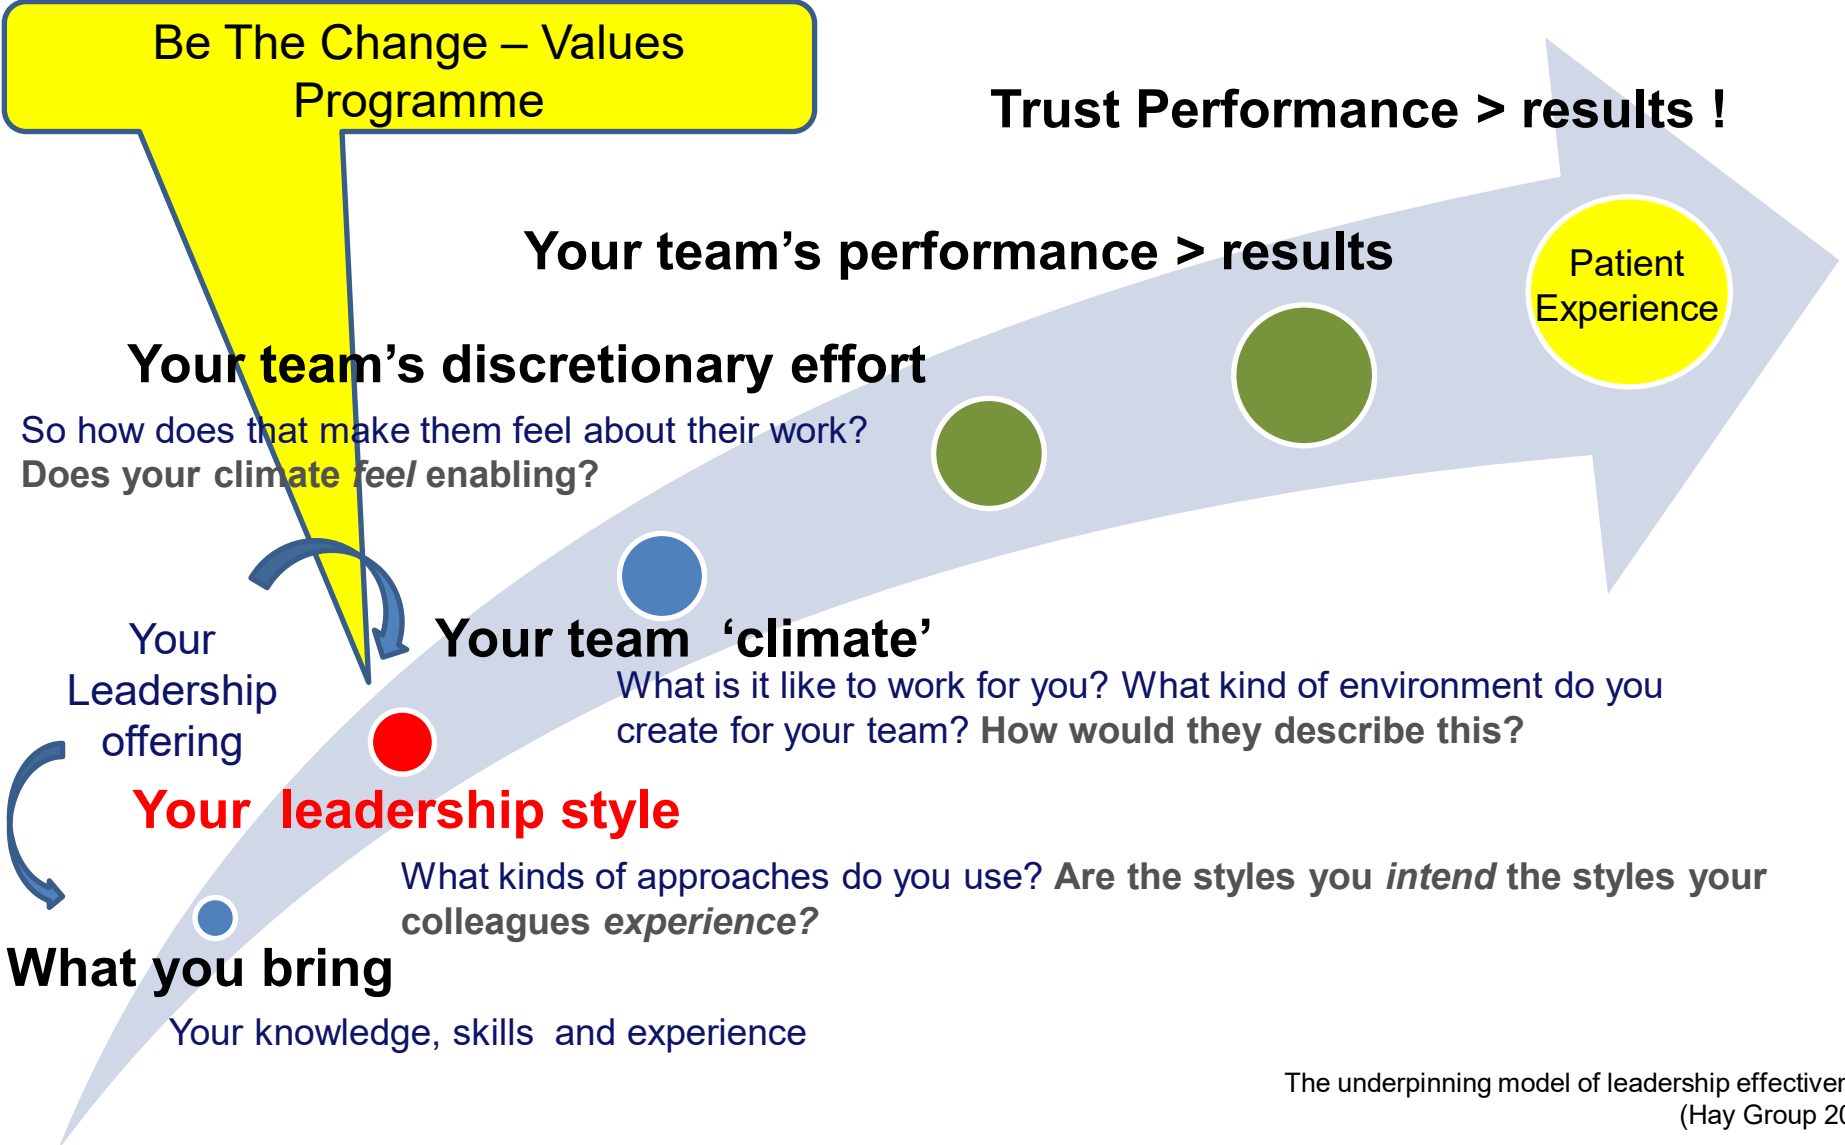 Be The Change – Values
Programme
Trust Performance > results !
Your team’s performance > results
Patient
Experience
Your team’s discretionary effort
So how does that make them feel about their work?
Does your climate feel enabling?
Your
Leadership
offering
Your team ‘climate’
What is it like to work for you? What kind of environment do you
create for your team? How would they describe this?
Your leadership style
What kinds of approaches do you use? Are the styles you intend the styles your
colleagues experience?
What you bring
Your knowledge, skills and experience
The underpinning model of leadership
(Hay Group